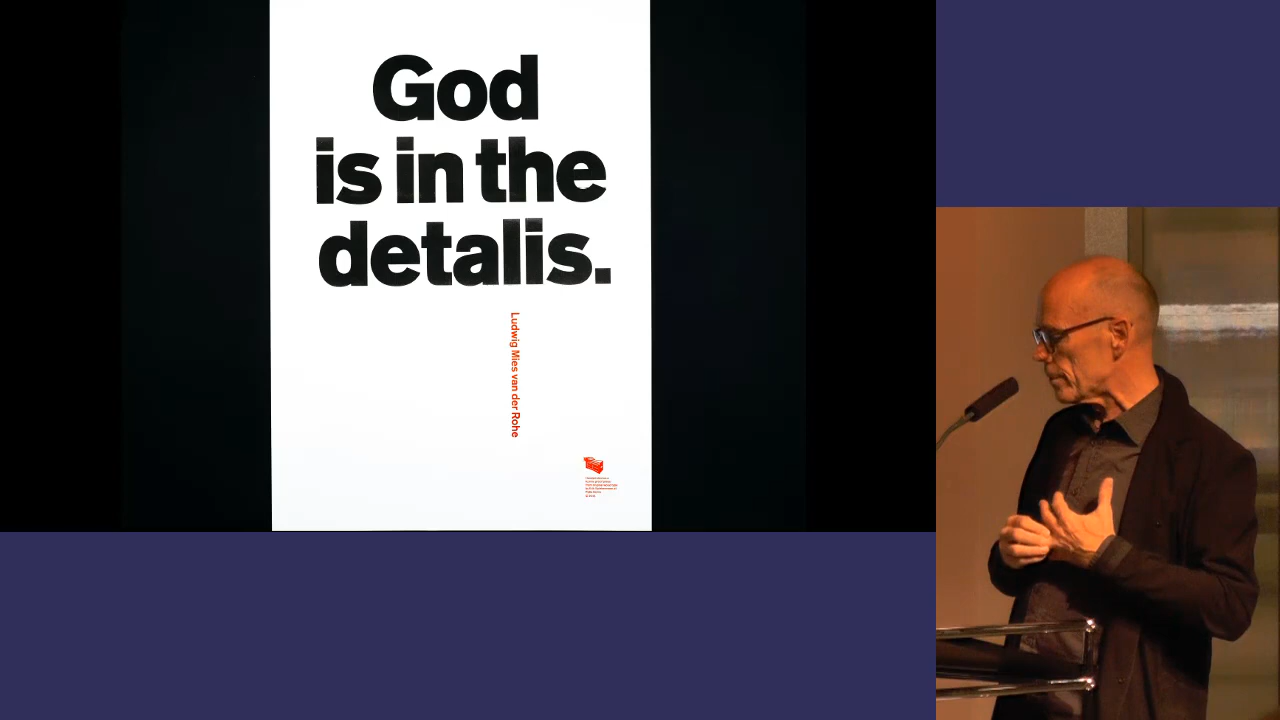 God
is in the
detalis.
Ludwig Mies van der Rohe